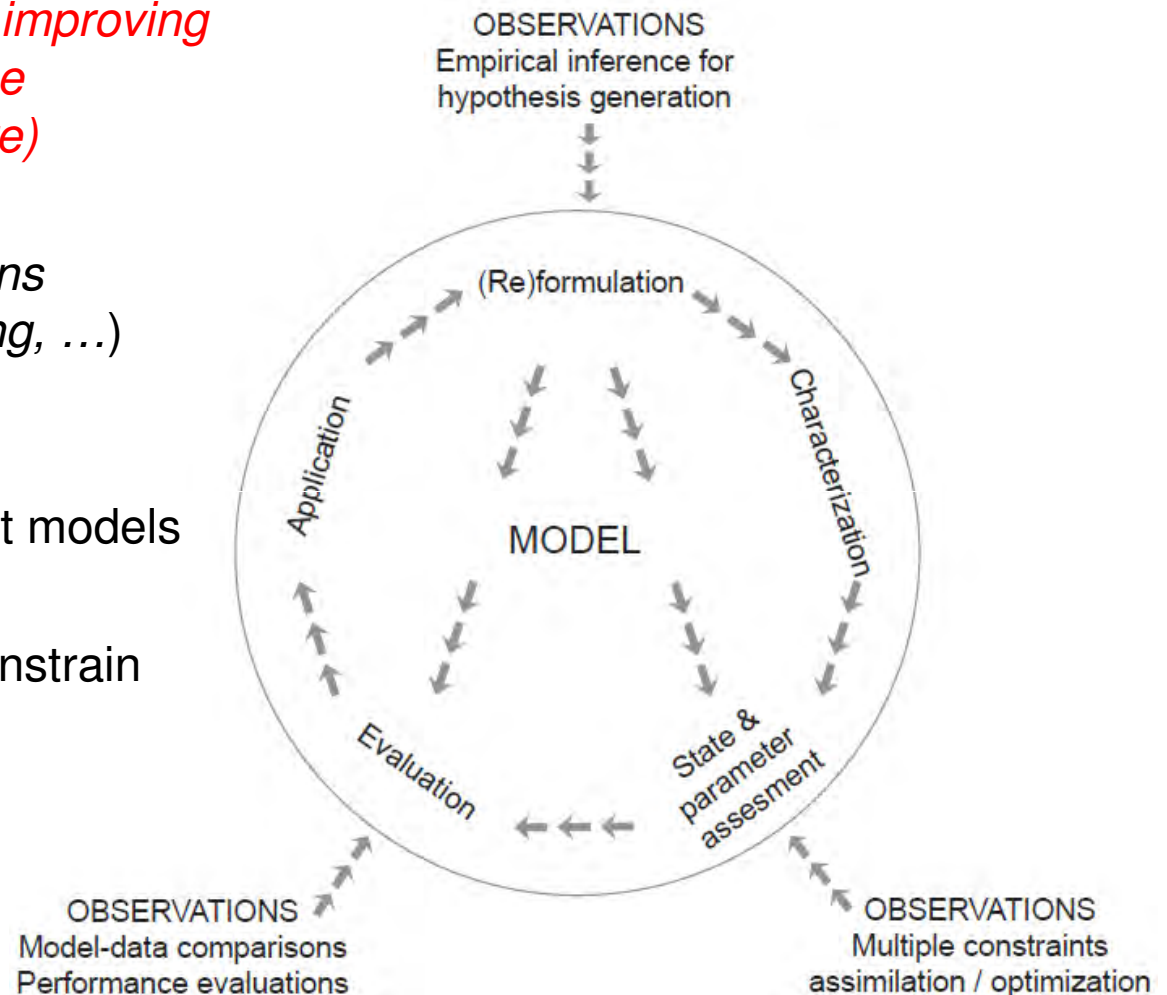 improving
e
e)
ns
ng, …)
t models
nstrain
OBSERVATIONS
Empirical inference for
hypothesis generation
(Re)formulation
Characterization
Application
MODEL
State &
parameter
assesment
Evaluation
OBSERVATIONS
Model-data comparisons
Performance evaluations
OBSERVATIONS
Multiple constraints
assimilation / optimization